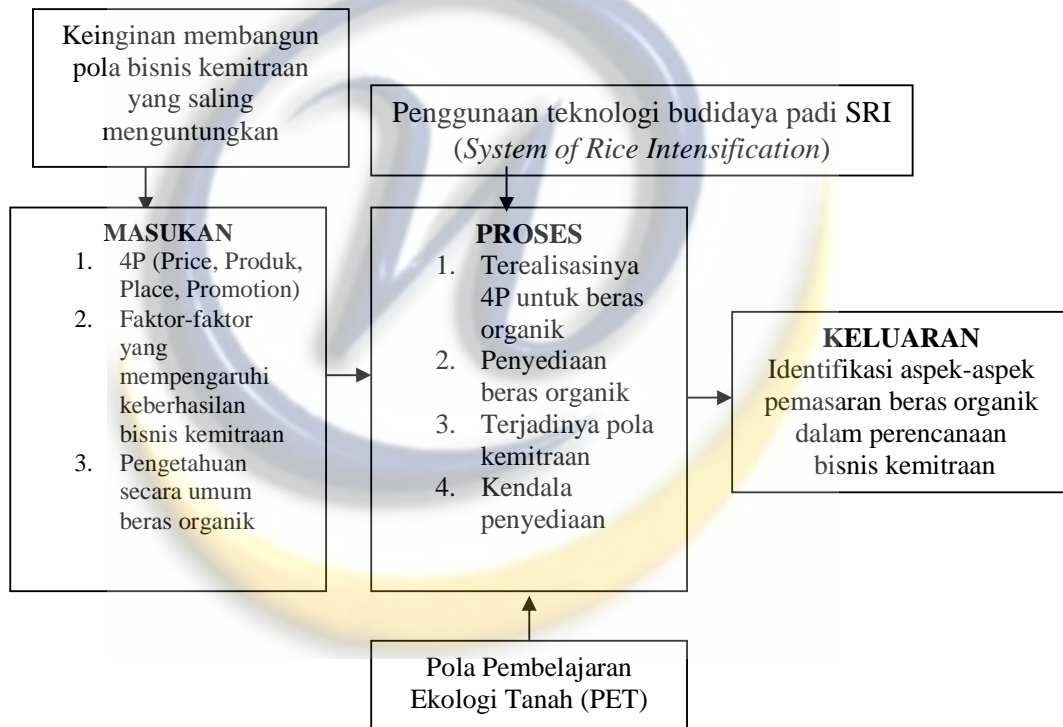 Keinginan membangun
pola bisnis kemitraan
yang saling
menguntungkan
Penggunaan teknologi budidaya padi SRI
(System of Rice Intensification)
MASUKAN
1. 4P (Price, Produk,
Place, Promotion)
2. Faktor-faktor
yang
mempengaruhi
keberhasilan
bisnis kemitraan
3. Pengetahuan
secara umum
beras organik
PROSES
1. Terealisasinya
4P untuk beras
organik
2. Penyediaan
beras organik
3. Terjadinya pola
kemitraan
4. Kendala
penyediaan
KELUARAN
Identifikasi aspek-aspek
pemasaran beras organik
dalam perencanaan
bisnis kemitraan
Pola Pembelajaran
Ekologi Tanah (PET)